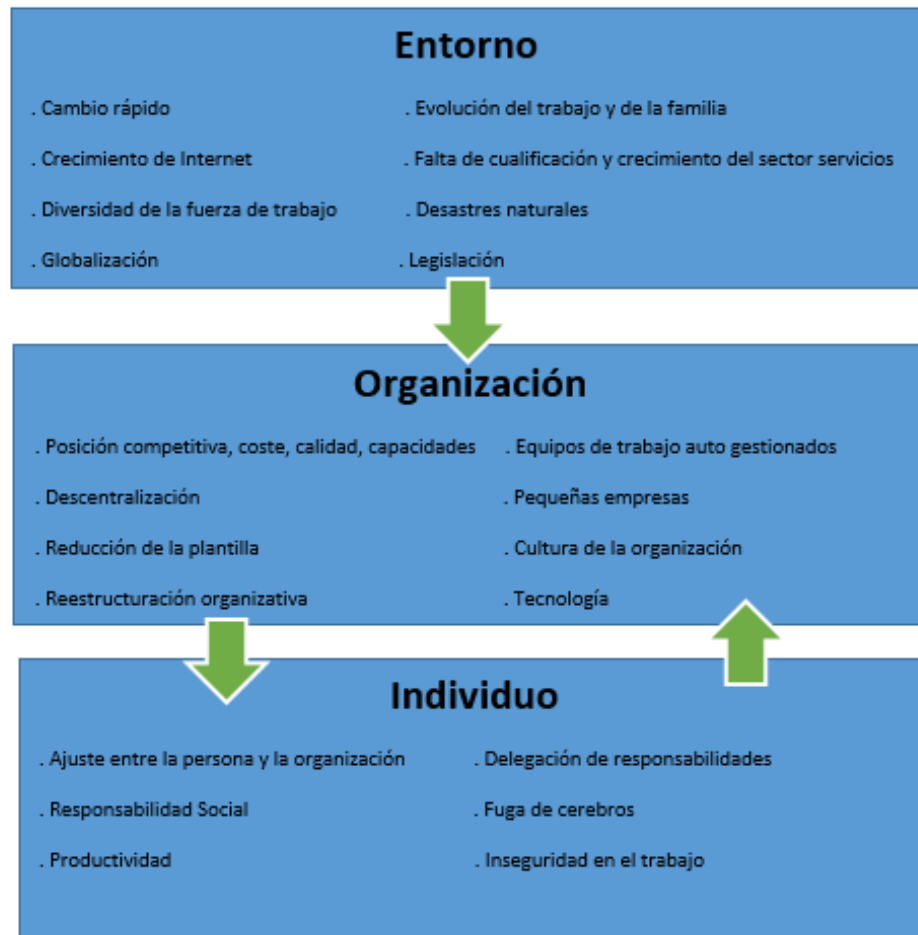 Entorno
. Cambio rápido
. Evolución del trabajo y de la familia
. Crecimiento de Internet
. Falta de cualificación y crecimiento del sector servicios
. Diversidad de la fuerza de trabajo
. Desastres naturales
. Globalización
. Legislación
Organización
. Posición competitiva, coste, calidad, capacidades
. Equipos de trabajo auto gestionados
. Descentralización
. Pequeñas empresas
. Reducción de la plantilla
. Cultura de la organización
. Reestructuración organizativa
. Tecnología
Individuo
. Ajuste entre la persona y la organización
. Delegación de responsabilidades
. Responsabilidad Social
. Fuga de cerebros
. Productividad
. Inseguridad en el trabajo